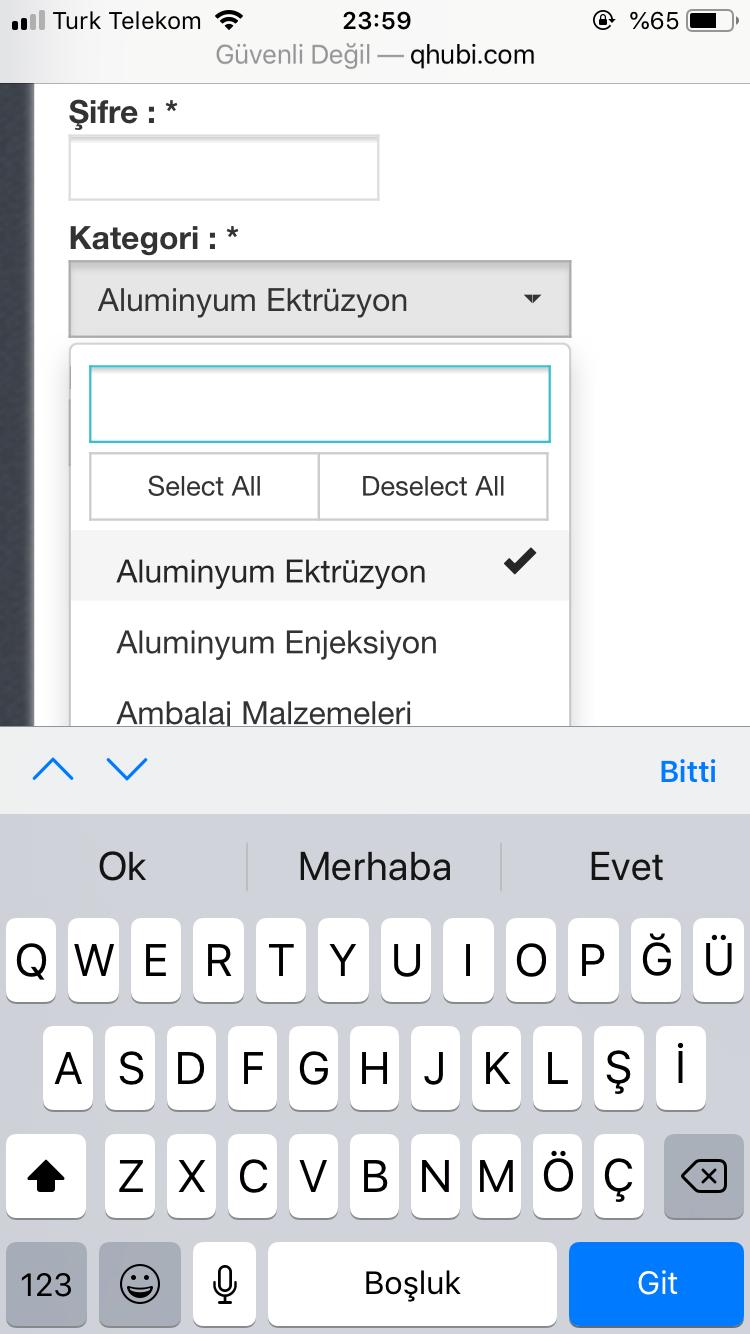 Turk Telekom 23:59 %65
Güvenli Değil — qhubi.com
Şifre : *
Kategori : *
Aluminyum Ektrüzyon
Select All Deselect All
Aluminyum Ektrüzyon
Aluminyum Enjeksiyon
Ambalaj Malzemeleri
Bitti
Ok Merhaba Evet
Q W E R T Y U I O P Ğ Ü
A S D F G H J K L Ş İ
Z X C V B N M Ö Ç
123 Boşluk Git